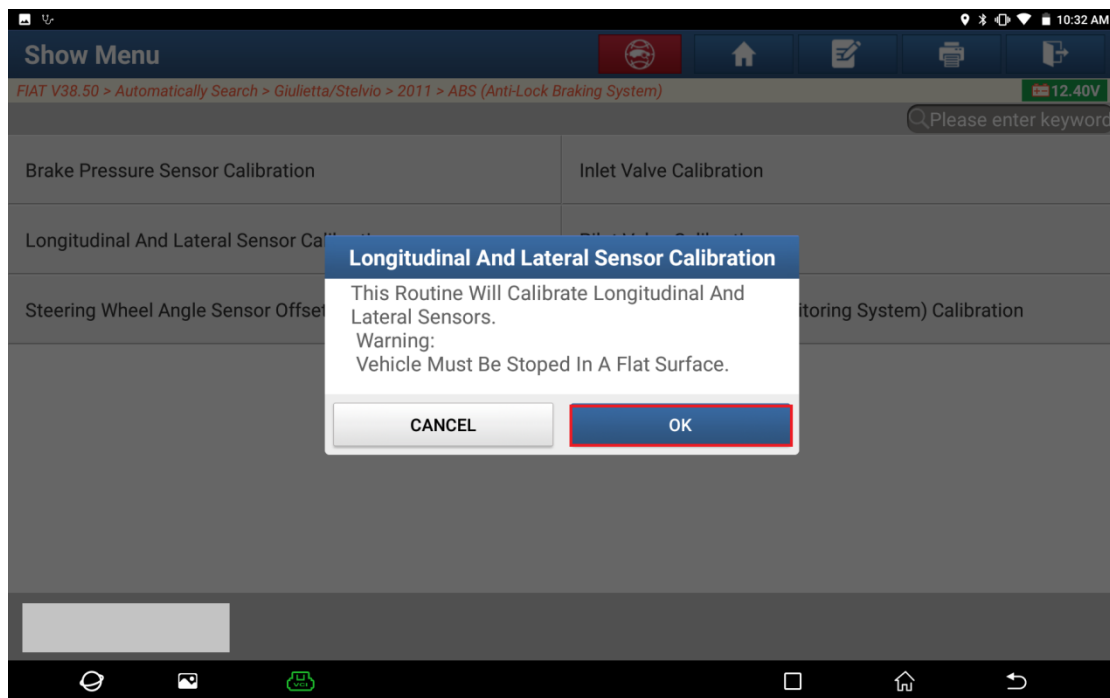 10:32 AM
Show Menu
FIAT V38.50 > Automatically Search > Giulietta/Stelvio > 2011 > ABS (Anti-Lock Braking System)
12.40V
Please enter keyword
Brake Pressure Sensor Calibration
Inlet Valve Calibration
Longitudinal And Lateral Sensor
Longitudinal And Lateral Sensor Calibration
This Routine Will Calibrate Longitudinal And
Lateral Sensors.
Warning:
Vehicle Must Be Stoped In A Flat Surface.
Steering Wheel Angle Sensor Offset
System) Calibration
CANCEL
OK
VCI